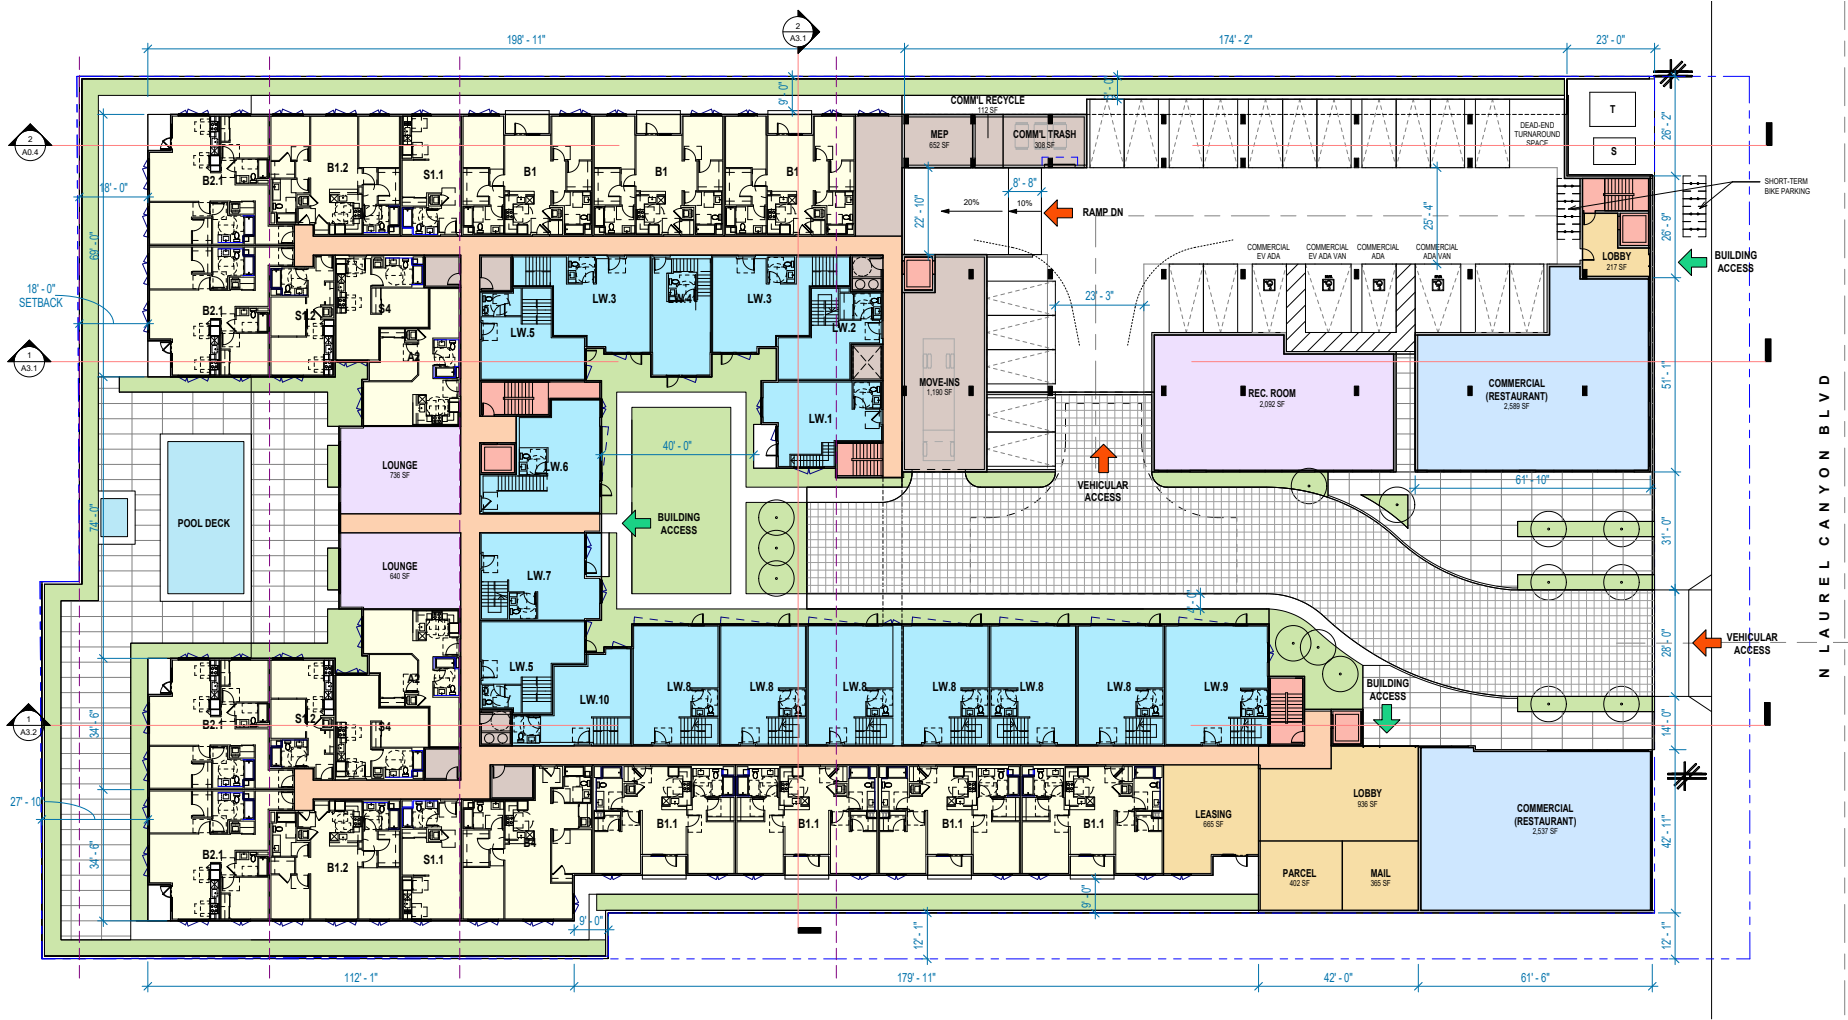 2
A3.1
198' - 11"
174' - 2"
23' - 0"
9' - 0"
COMM'L RECYCLE
112 SF
T
MEP
652 SF
COMM'L TRASH
308 SF
DEAD-END
TURNAROUND
SPACE
26' - 2"
S
2
A0.4
B2.1
B1.2
S1.1
B1
B1
B1
18' - 0"
8' - 8"
20%
10%
RAMP DN
22' - 10"
25' - 4"
SHORT-TERM
BIKE PARKING
26' - 9"
69' - 0"
COMMERCIAL
EV ADA
COMMERCIAL
EV ADA VAN
COMMERCIAL
ADA
COMMERCIAL
ADA VAN
LOBBY
217 SF
BUILDING
ACCESS
18' - 0"
SETBACK
B2.1
S1.2
S4
LW.3
LW.4
LW.3
LW.5
LW.2
23' - 3"
1
A3.1
A2
MOVE-INS
1,190 SF
REC. ROOM
2,092 SF
COMMERCIAL
(RESTAURANT)
2,589 SF
51' - 1"
N LAUREL CANYON BLVD
LW.1
40' - 0"
LOUNGE
736 SF
LW.6
VEHICULAR
ACCESS
61' - 10"
74' - 0"
POOL DECK
BUILDING
ACCESS
31' - 0"
LOUNGE
640 SF
LW.7
4' - 0"
28' - 0"
VEHICULAR
ACCESS
A2
LW.5
LW.10
LW.8
LW.8
LW.8
LW.8
LW.8
LW.8
LW.9
BUILDING
ACCESS
1
A3.2
B2.1
S1.2
S4
34' - 6"
14' - 0"
27' - 10"
LOBBY
936 SF
COMMERCIAL
(RESTAURANT)
2,537 SF
LEASING
665 SF
B1.1
B1.1
B1.1
B1.1
B4
B2.1
B1.2
S1.1
34' - 6"
42' - 11"
PARCEL
402 SF
MAIL
365 SF
9' - 0"
9' - 0"
12' - 1"
12' - 1"
112' - 1"
179' - 11"
42' - 0"
61' - 6"